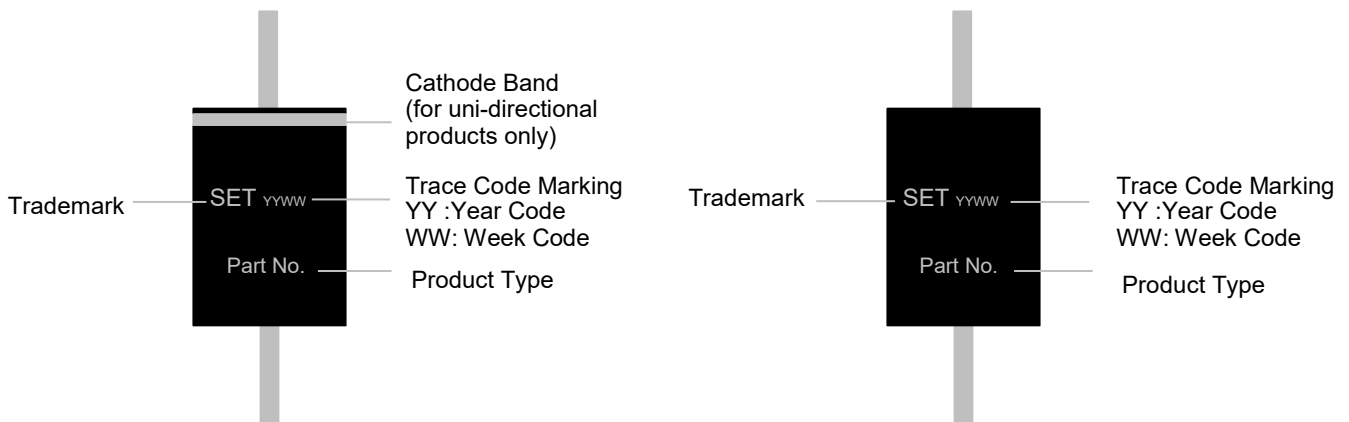 Cathode Band
(for uni-directional
products only)
Trademark
SET YYWW
Trace Code Marking
YY :Year Code
WW: Week Code
Part No.
Product Type
Trademark
SET YYWW
Trace Code Marking
YY :Year Code
WW: Week Code
Part No.
Product Type